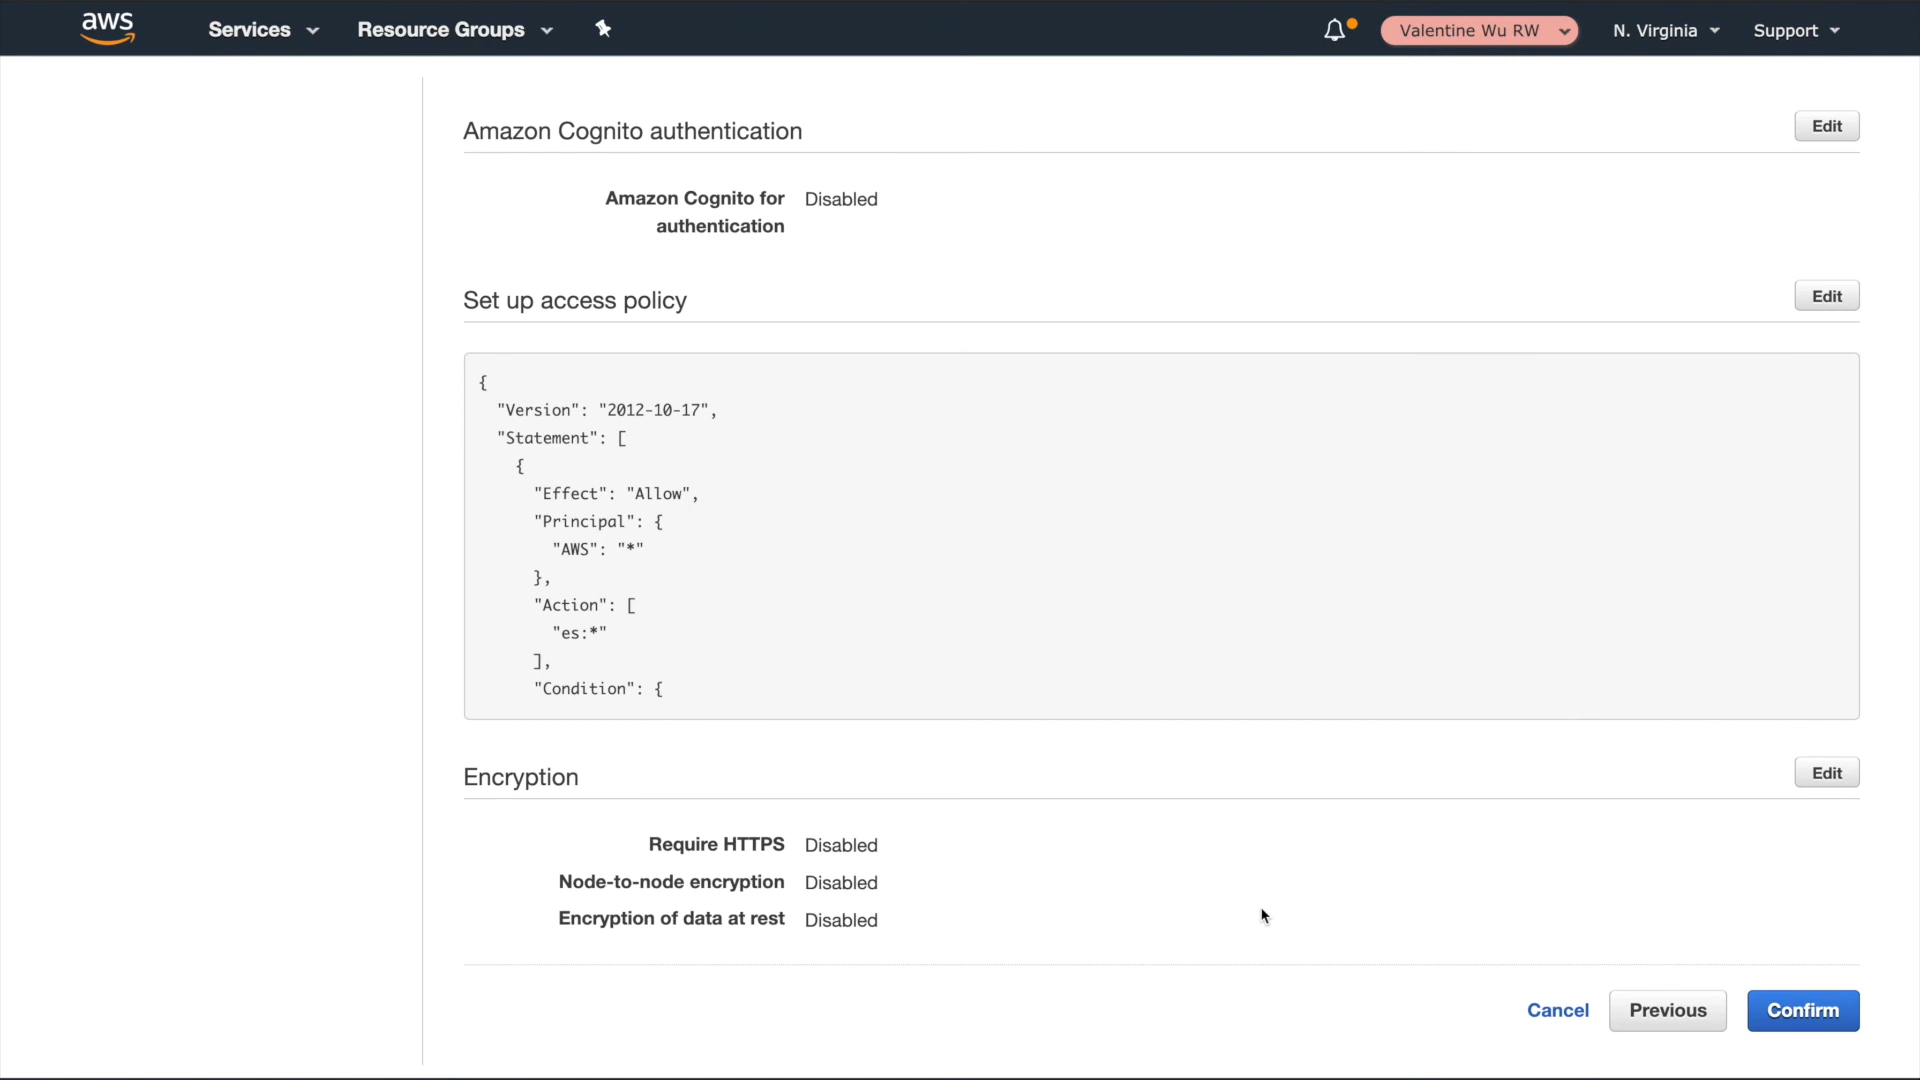 aws Services Resource Groups Valentine Wu RW N. Virginia Support
Amazon Cognito authentication Edit
Amazon Cognito for authentication Disabled
Set up access policy Edit
{
"Version": "2012-10-17",
"Statement": [
{
"Effect": "Allow",
"Principal": {
"AWS": "*"
},
"Action": [
"es:*"
],
"Condition": {
Encryption Edit
Require HTTPS Disabled
Node-to-node encryption Disabled
Encryption of data at rest Disabled
Cancel Previous Confirm